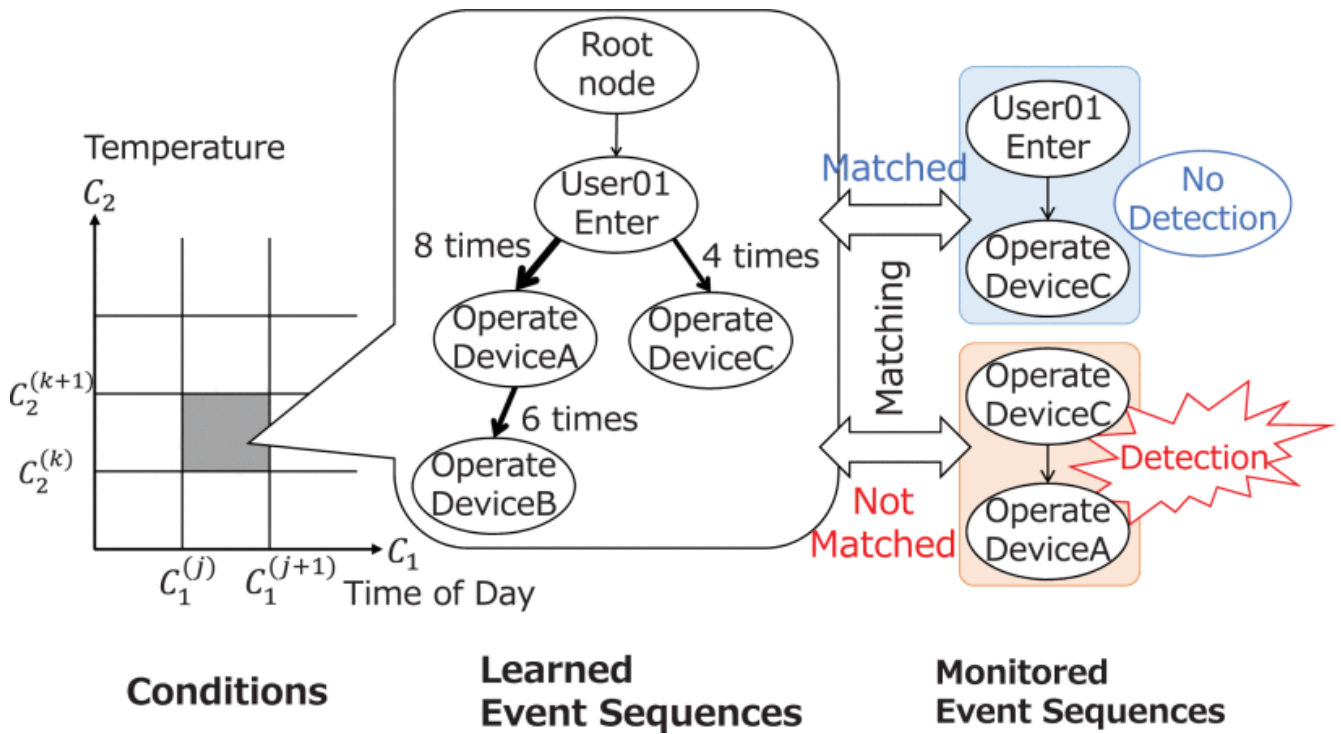 Temperature
C₂
C₂^(k+1)
C₂^(k)
C₁^(j)
C₁^(j+1)
C₁
Time of Day
Conditions
Root
node
User01
Enter
8 times
4 times
Operate
DeviceA
Operate
DeviceC
6 times
Operate
DeviceB
Learned
Event Sequences
Matched
Matching
Not
Matched
User01
Enter
Operate
DeviceC
No
Detection
Operate
DeviceC
Operate
DeviceA
Detection
Monitored
Event Sequences